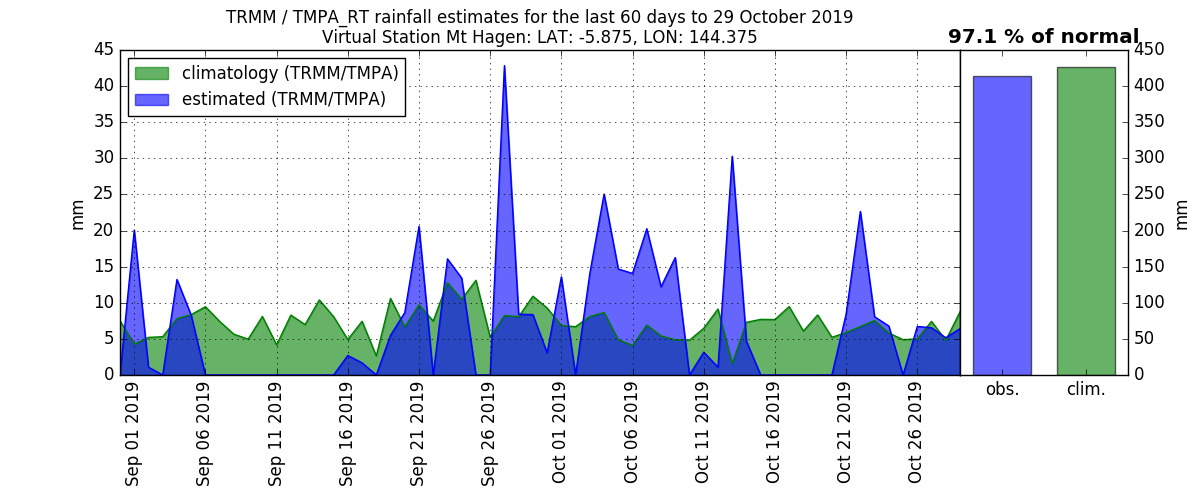 TRMM / TMPA_RT rainfall estimates for the last 60 days to 29 October 2019
Virtual Station Mt Hagen: LAT: -5.875, LON: 144.375
97.1 % of normal
climatology (TRMM/TMPA)
estimated (TRMM/TMPA)
mm
45
40
35
30
25
20
15
10
5
0
Sep 01 2019
Sep 06 2019
Sep 11 2019
Sep 16 2019
Sep 21 2019
Sep 26 2019
Oct 01 2019
Oct 06 2019
Oct 11 2019
Oct 16 2019
Oct 21 2019
Oct 26 2019
obs.
clim.
450
400
350
300
250
200
150
100
50
0
mm